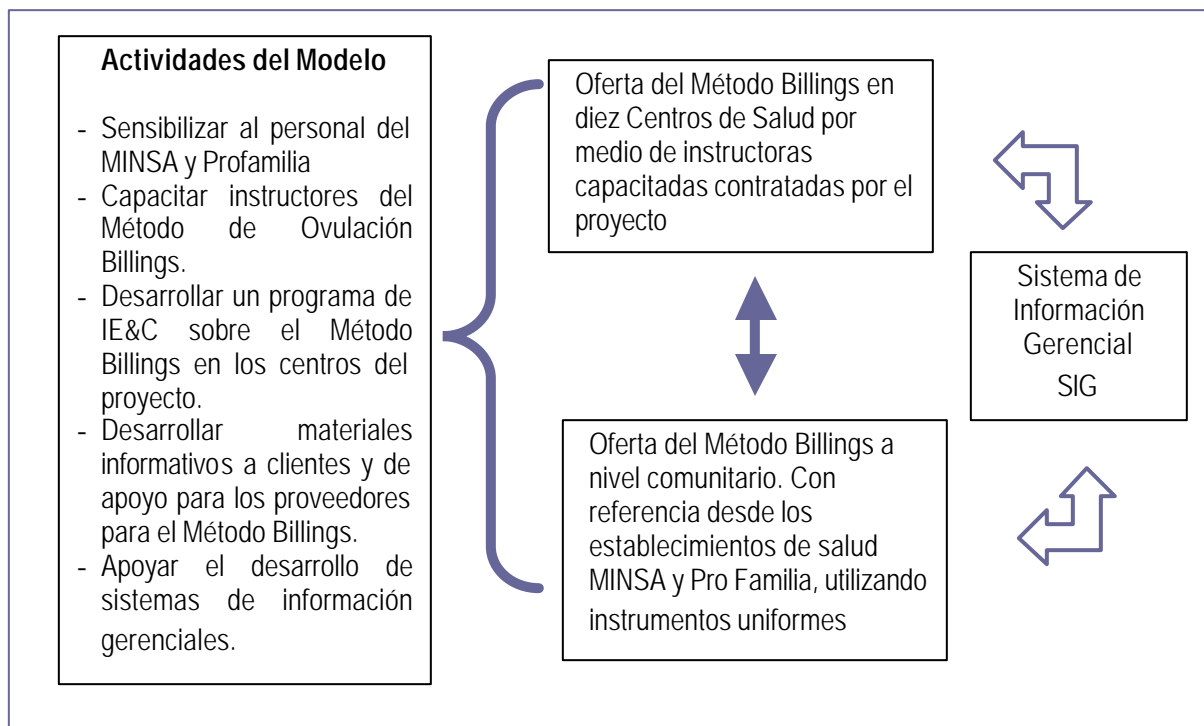 Actividades del Modelo
- Sensibilizar al personal del
MINSA y Profamilia
- Capacitar instructores del
Método de Ovulación
Billings.
- Desarrollar un programa de
IE&C sobre el Método
Billings en los centros del
proyecto.
- Desarrollar materiales
informativos a clientes y de
apoyo para los proveedores
para el Método Billings.
- Apoyar el desarrollo de
sistemas de información
gerenciales.
Oferta del Método Billings en
diez Centros de Salud por
medio de instructoras
capacitadas contratadas por el
proyecto
Oferta del Método Billings a
nivel comunitario. Con
referencia desde los
establecimientos de salud
MINSA y Pro Familia, utilizando
instrumentos uniformes
Sistema de
Información
Gerencial
SIG